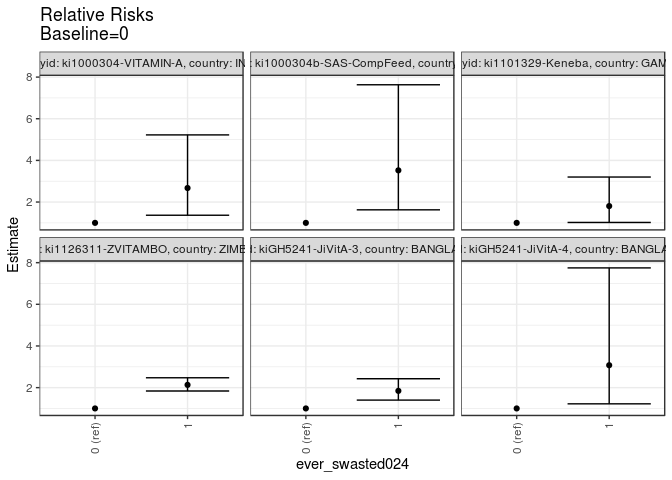 Relative Risks
Baseline=0
yid: ki1000304-VITAMIN-A, country: IN
: ki1000304b-SAS-CompFeed, country
yid: ki1101329-Keneba, country: GAM
8
6
4
2
: ki1126311-ZVITAMBO, country: ZIMB
: kiGH5241-JiVitA-3, country: BANGLA
: kiGH5241-JiVitA-4, country: BANGLA
8
6
4
2
Estimate
0 (ref)
1
0 (ref)
1
0 (ref)
1
ever_swasted024